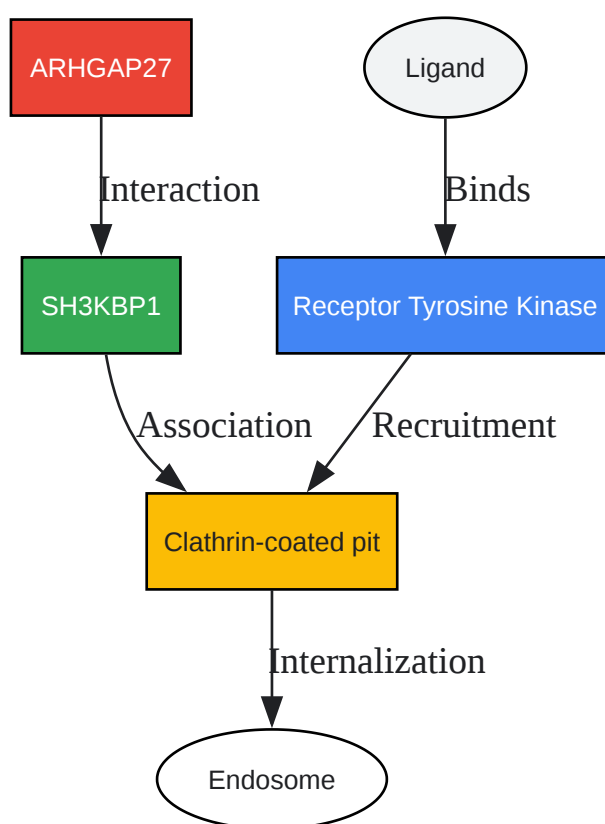 ARHGAP27
Ligand
Interaction
Binds
SH3KBP1
Receptor Tyrosine Kinase
Association
Recruitment
Clathrin-coated pit
Internalization
Endosome